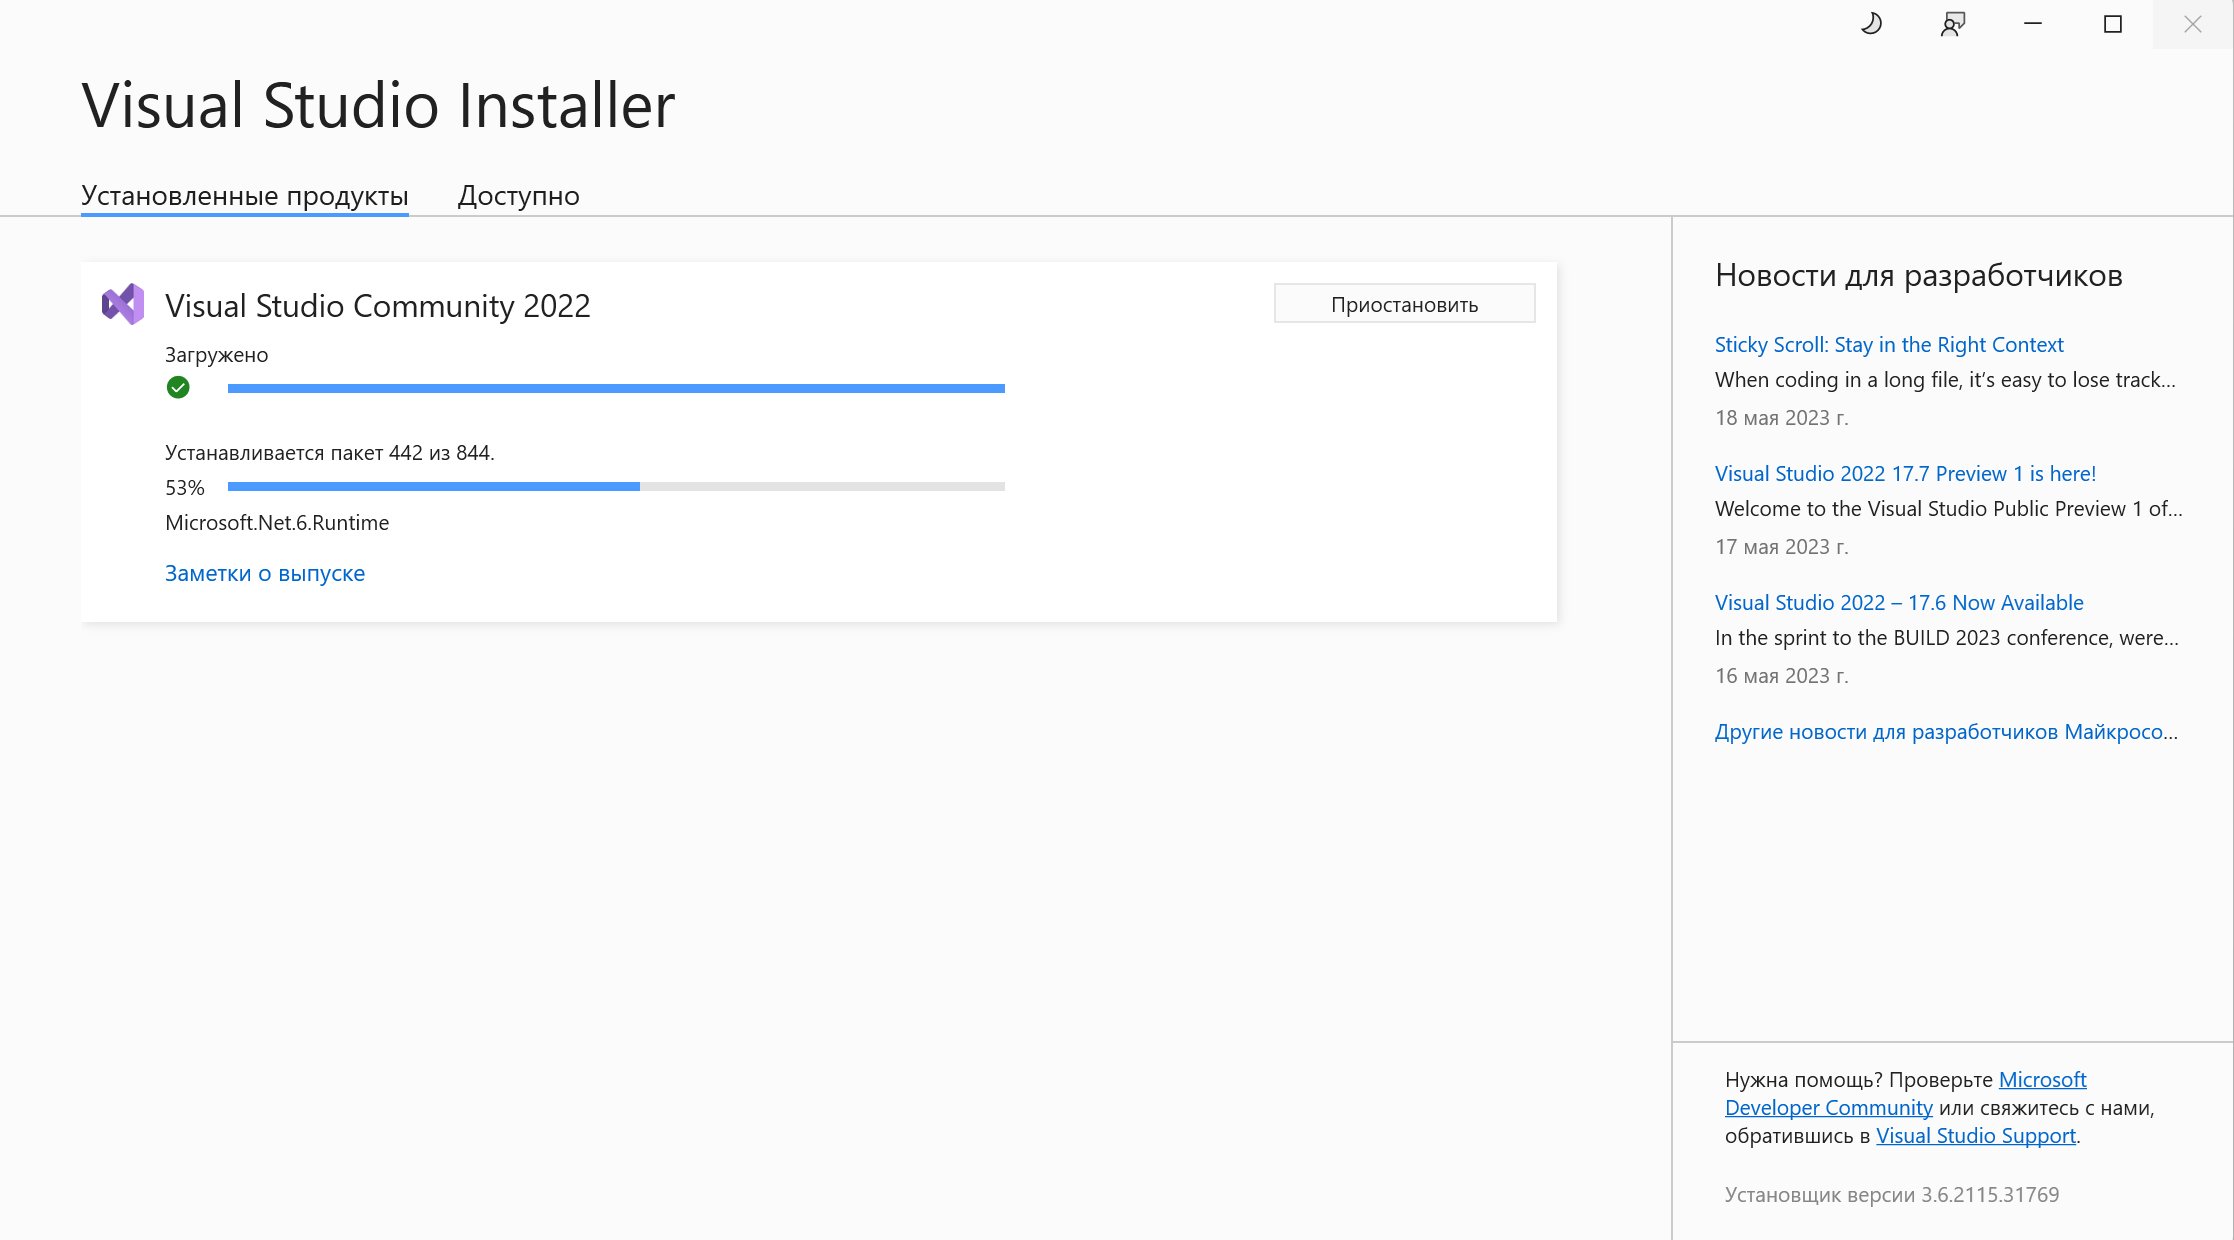 Visual Studio Installer
Установленные продукты
Доступно
Visual Studio Community 2022
Приостановить
Загружено
Устанавливается пакет 442 из 844.
53%
Microsoft.Net.6.Runtime
Заметки о выпуске
Новости для разработчиков
Sticky Scroll: Stay in the Right Context
When coding in a long file, it’s easy to lose track...
18 мая 2023 г.
Visual Studio 2022 17.7 Preview 1 is here!
Welcome to the Visual Studio Public Preview 1 of...
17 мая 2023 г.
Visual Studio 2022 – 17.6 Now Available
In the sprint to the BUILD 2023 conference, were...
16 мая 2023 г.
Другие новости для разработчиков Майкросо...
Нужна помощь? Проверьте Microsoft
Developer Community или свяжитесь с нами,
обратившись в Visual Studio Support.
Установщик версии 3.6.2115.31769